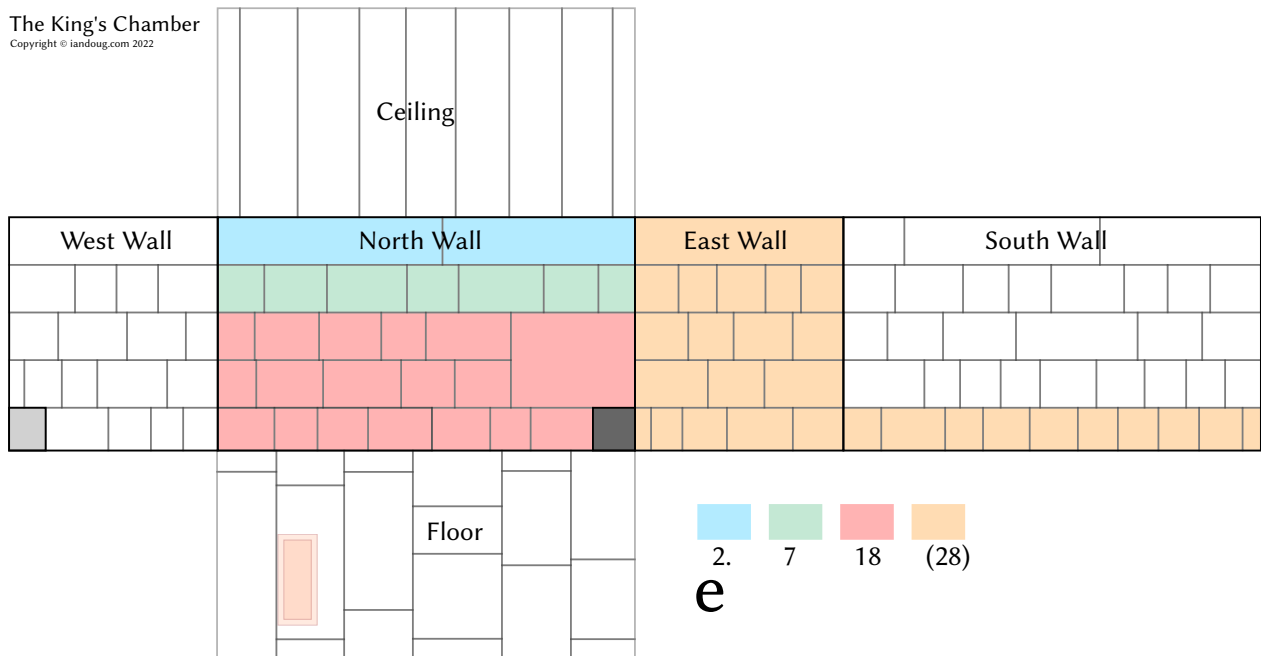 The King's Chamber
Copyright © iandoug.com 2022
Ceiling
West Wall
North Wall
East Wall
South Wall
Floor
2. 7 18 (28)
e